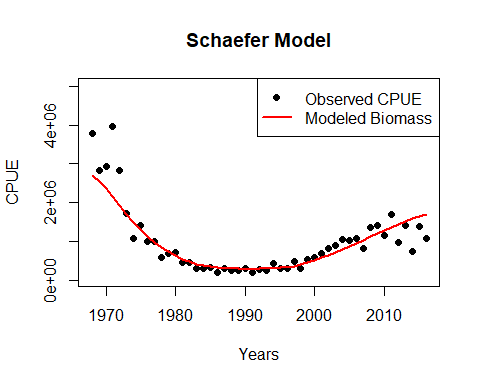 Schaefer Model
Observed CPUE
Modeled Biomass
CPUE
4e+06
2e+06
0e+00
1970 1980 1990 2000 2010
Years